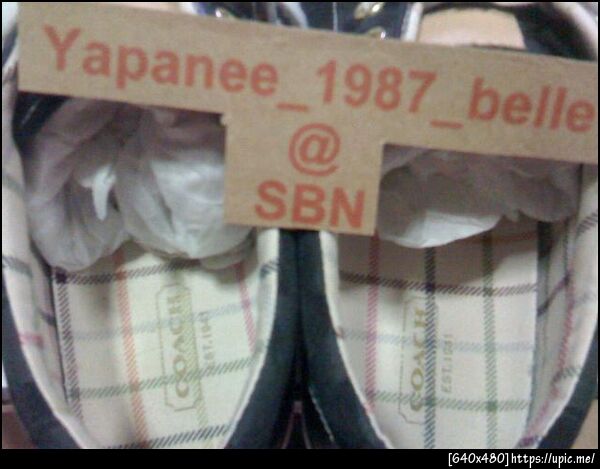 Yapanee_1987_belle
@
SBN
COACH
EST.1941
COACH
EST.1941
[640x480]https://upic.me/